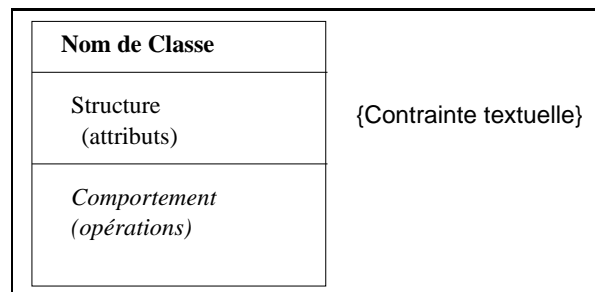 Nom de Classe
Structure
(attributs)
{Contrainte textuelle}
Comportement
(opérations)